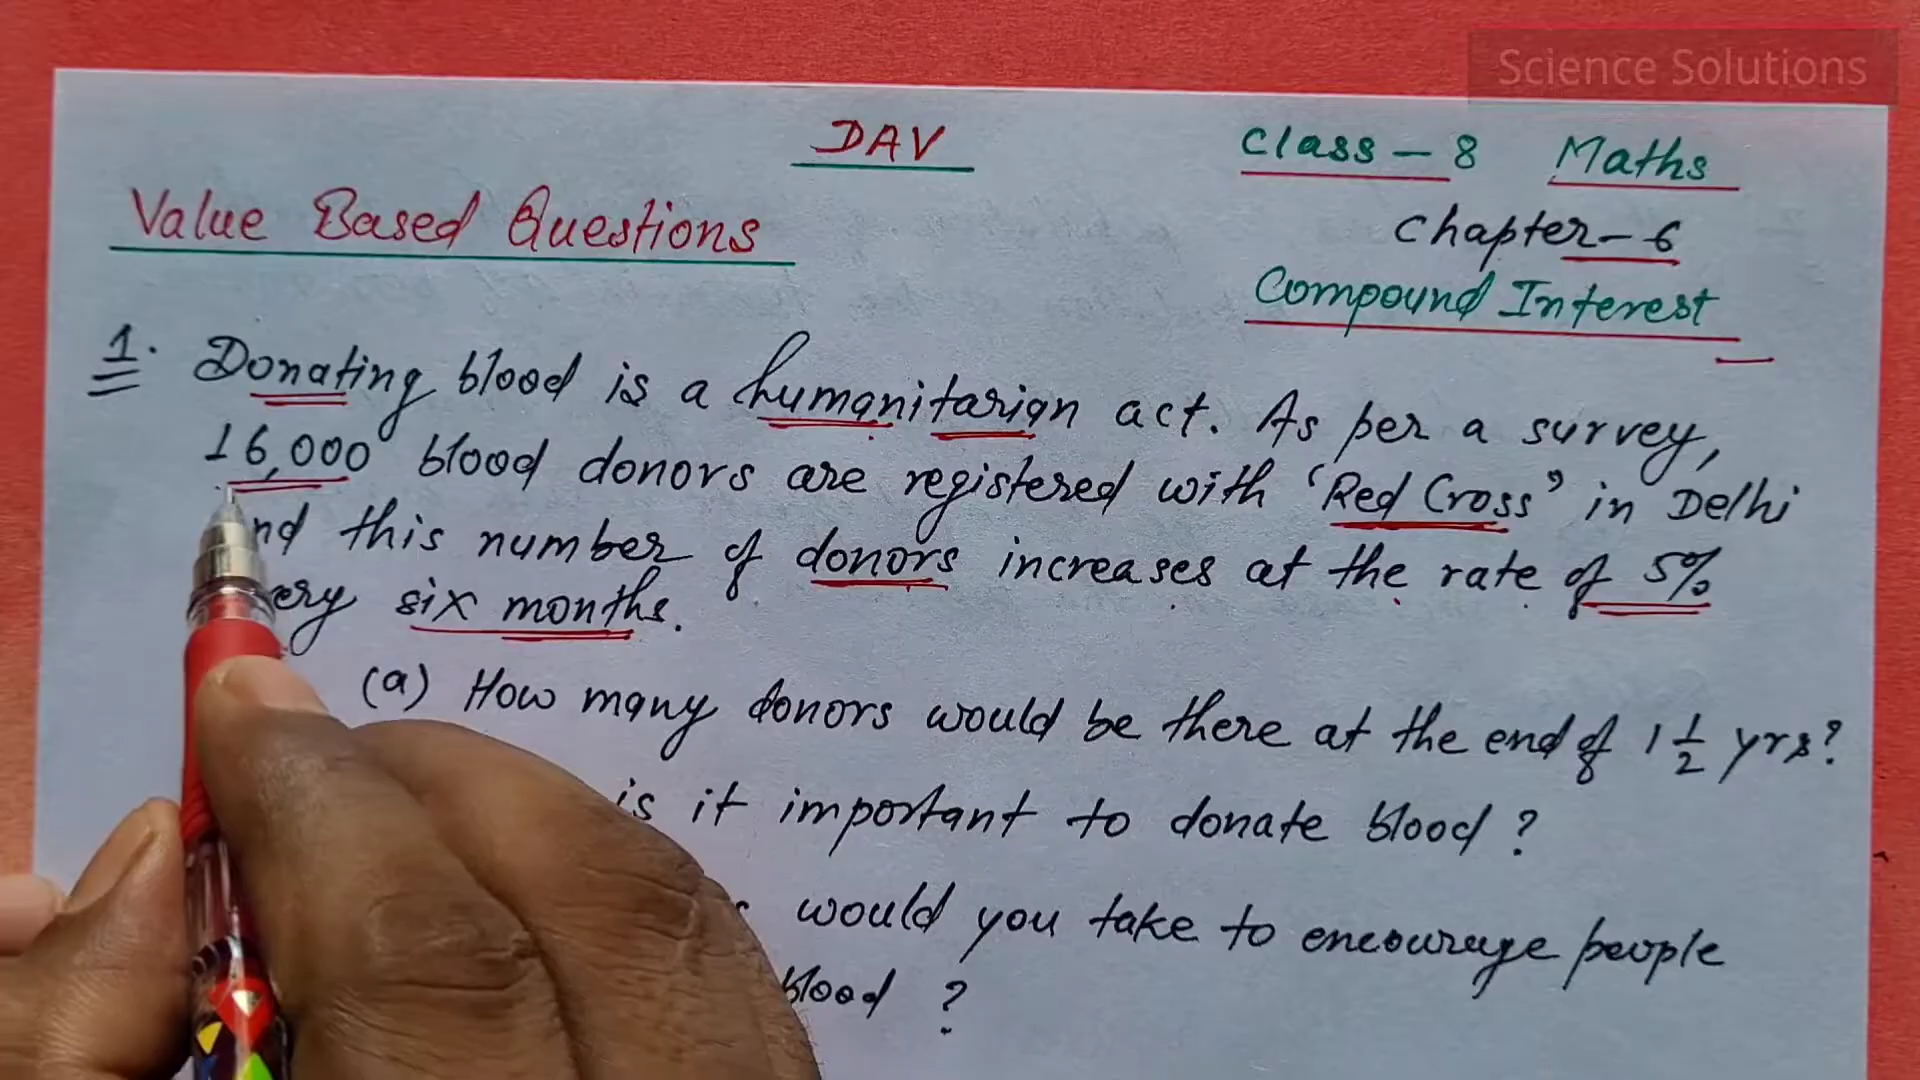 Science Solutions
DAV
Class - 8 Maths
Value Based Questions
Chapter - 6
Compound Interest
1. Donating blood is a humanitarian act. As per a survey,
16,000 blood donors are registered with 'Red Cross' in Delhi
nd this number of donors increases at the rate of 5%
ery six months.
(a) How many donors would be there at the end of 1 1/2 yrs?
is it important to donate blood?
would you take to encourage people
blood ?